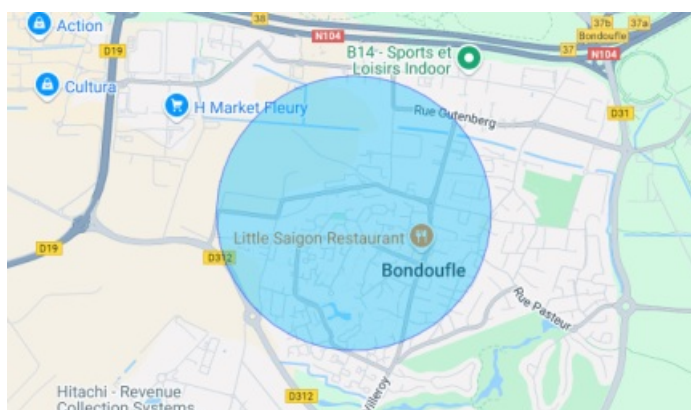 Action
38
N104
37b
37a
Bondoufle
37
N104
D19
B14 - Sports et
Loisirs Indoor
Cultura
H Market Fleury
Rue Gutenberg
D31
Little Saigon Restaurant
D19
D312
Bondoufle
Rue Pasteur
Hitachi - Revenue
Collection Systems
D312
Villeroy